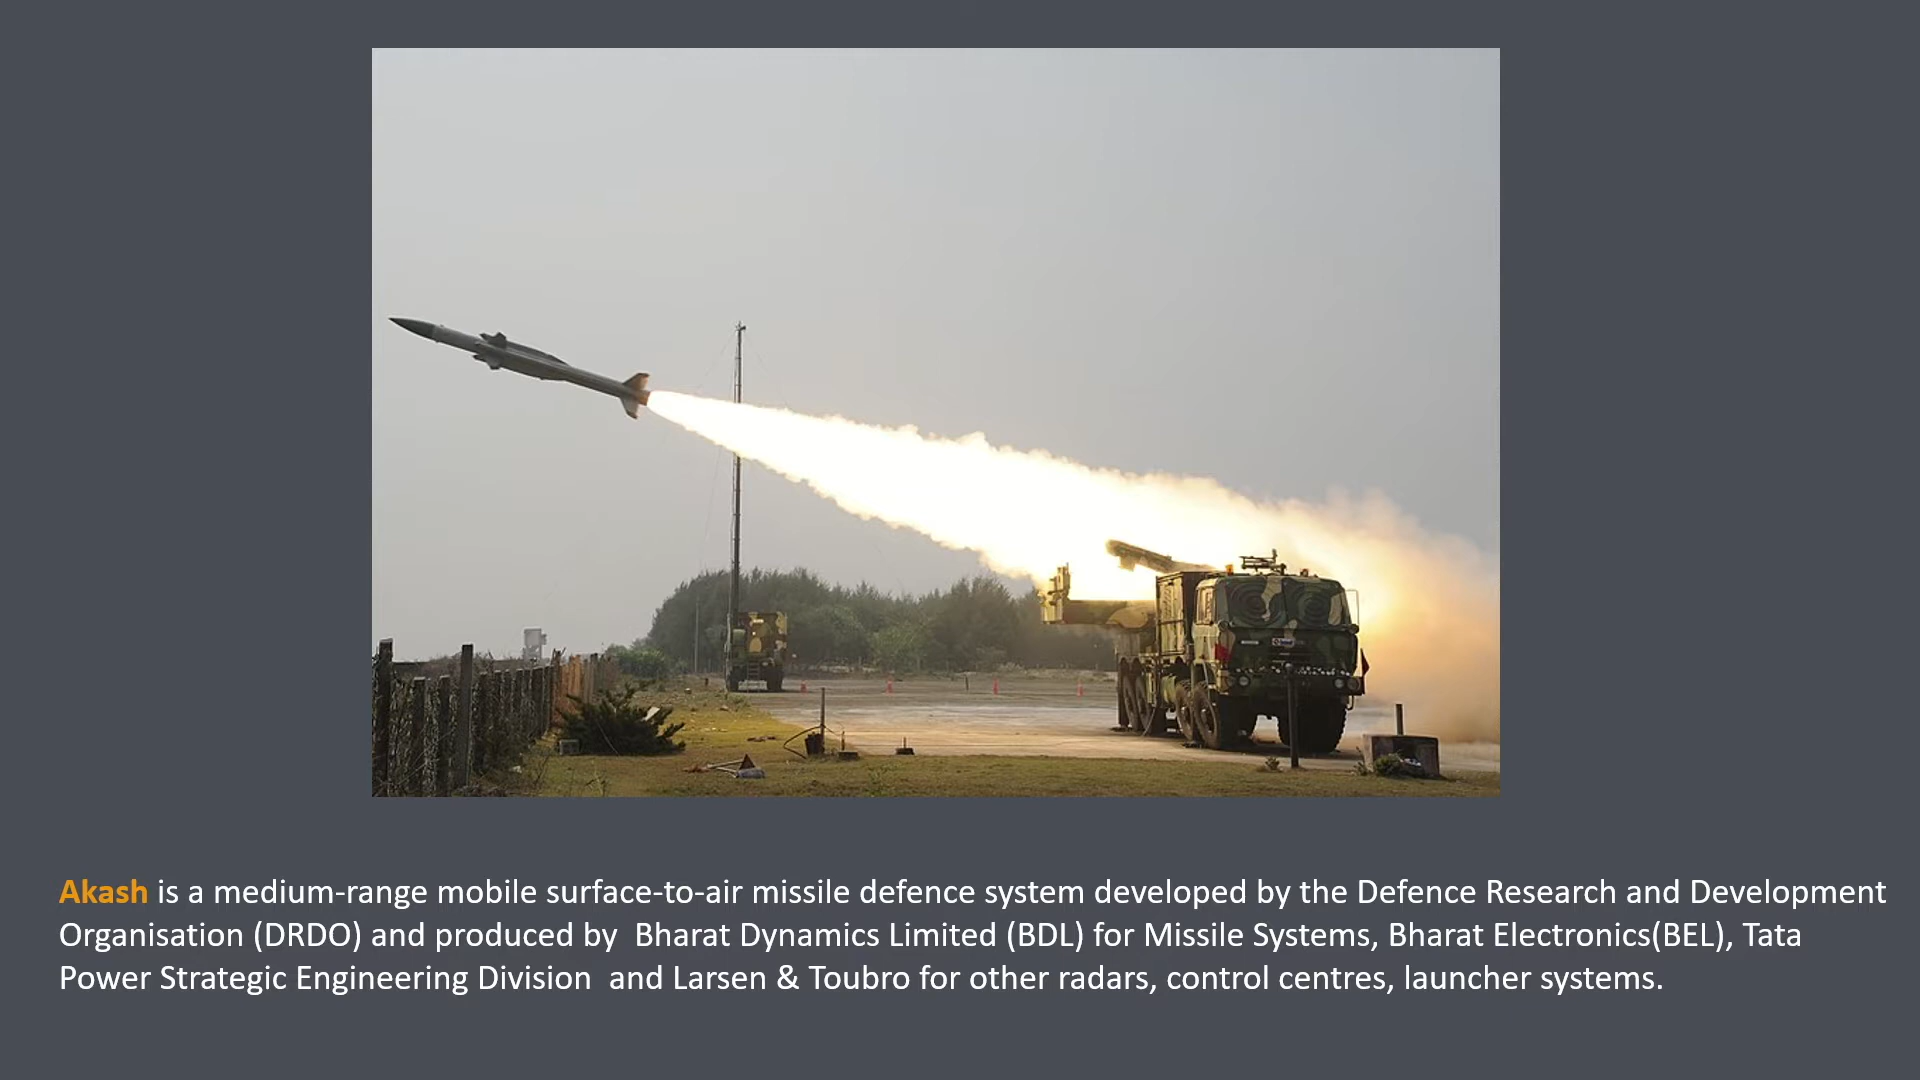 Akash is a medium-range mobile surface-to-air missile defence system developed by the Defence Research and Development
Organisation (DRDO) and produced by  Bharat Dynamics Limited (BDL) for Missile Systems, Bharat Electronics(BEL), Tata
Power Strategic Engineering Division  and Larsen & Toubro for other radars, control centres, launcher systems.